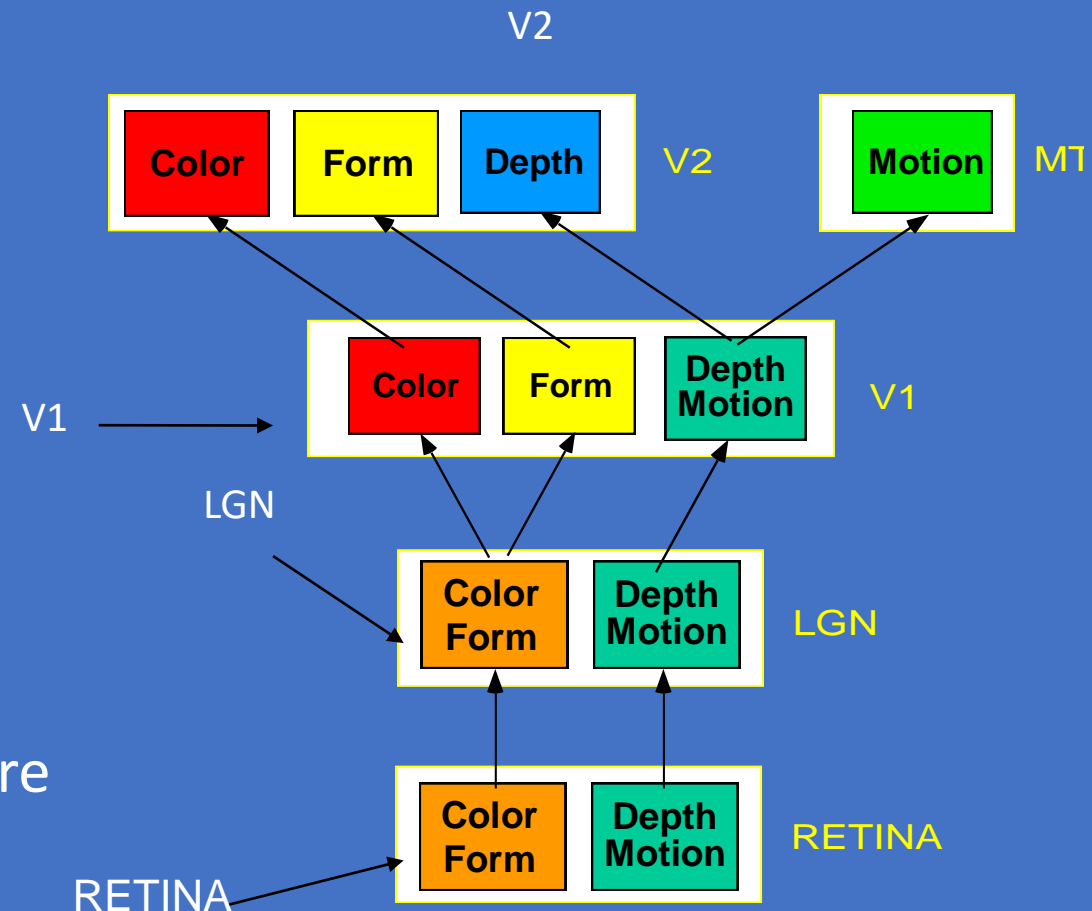 V2
Color Form Depth V2
Motion MT
Color Form Depth
Motion V1
V1
LGN
Color
Form
Depth
Motion
LGN
re
Color
Form
Depth
Motion
RETINA
RETINA